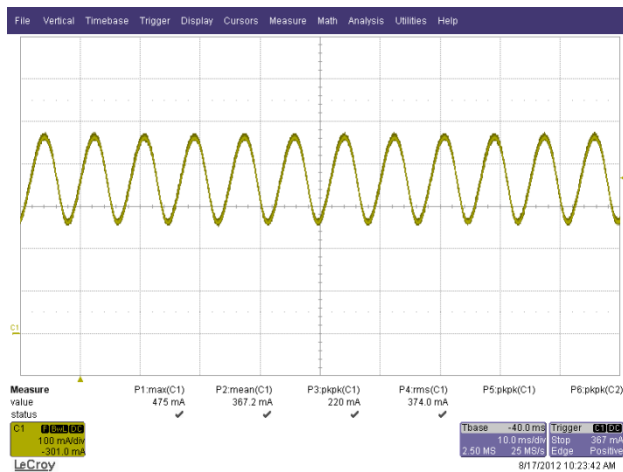 File Vertical Timebase Trigger Display Cursors Measure Math Analysis Utilities Help
C1
Measure P1:max(C1) P2:mean(C1) P3:pkpk(C1) P4:rms(C1) P5:pkpk(C1) P6:pkpk(C2)
value 475 mA 367.2 mA 220 mA 374.0 mA
status
C1 F BwL DC
100 mA/div
-301.0 mA
Tbase -40.0 ms
10.0 ms/div
2.50 MS 25 MS/s
Trigger C1 DC
Stop 367 mA
Edge Positive
LeCroy
8/17/2012 10:23:42 AM